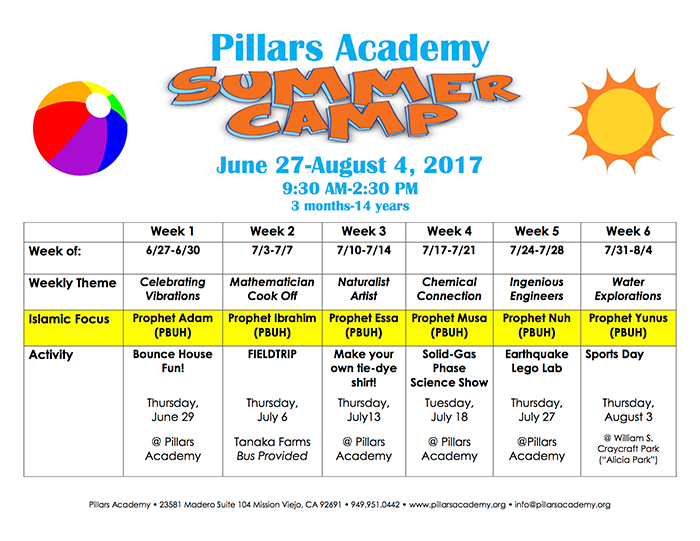 Pillars Academy
SUMMER
CAMP
June 27-August 4, 2017
9:30 AM-2:30 PM
3 months-14 years
Week 1 Week 2 Week 3 Week 4 Week 5 Week 6
Week of: 6/27-6/30 7/3-7/7 7/10-7/14 7/17-7/21 7/24-7/28 7/31-8/4
Weekly Theme Celebrating Mathematician Naturalist Chemical Ingenious Water
Vibrations Cook Off Artist Connection Engineers Explorations
Islamic Focus Prophet Adam Prophet Ibrahim Prophet Essa Prophet Musa Prophet Nuh Prophet Yunus
(PBUH) (PBUH) (PBUH) (PBUH) (PBUH) (PBUH)
Activity Bounce House FIELDTRIP Make your Solid-Gas Earthquake Sports Day
Fun! own tie-dye Phase Lego Lab
shirt! Science Show
Thursday, Thursday, Thursday, Tuesday, Thursday, Thursday,
June 29 July 6 July13 July 18 July 27 August 3
@ Pillars Tanaka Farms @ Pillars @ Pillars @Pillars @ William S.
Academy Bus Provided Academy Academy Academy Craycraft Park
("Alicia Park")
Pillars Academy • 23581 Madero Suite 104 Mission Viejo, CA 92691 • 949.951.0442 • www.pillarsacademy.org • info@pillarsacademy.org